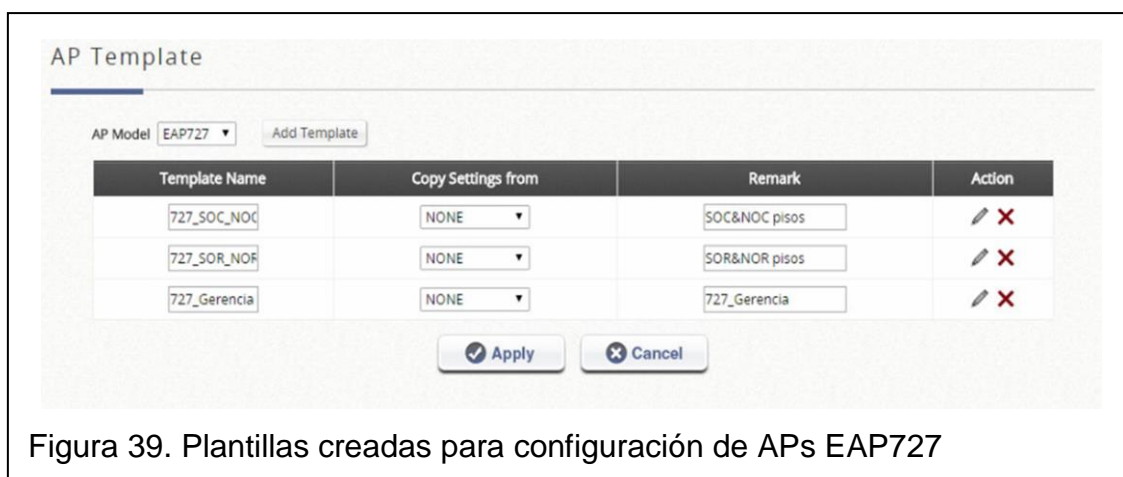 AP Template
AP Model EAP727 Add Template
Template Name Copy Settings from Remark Action
727_SOC_NOC NONE SOC&NOC pisos
727_SOR_NOR NONE SOR&NOR pisos
727_Gerencia NONE 727_Gerencia
Apply Cancel
Figura 39. Plantillas creadas para configuración de APs EAP727